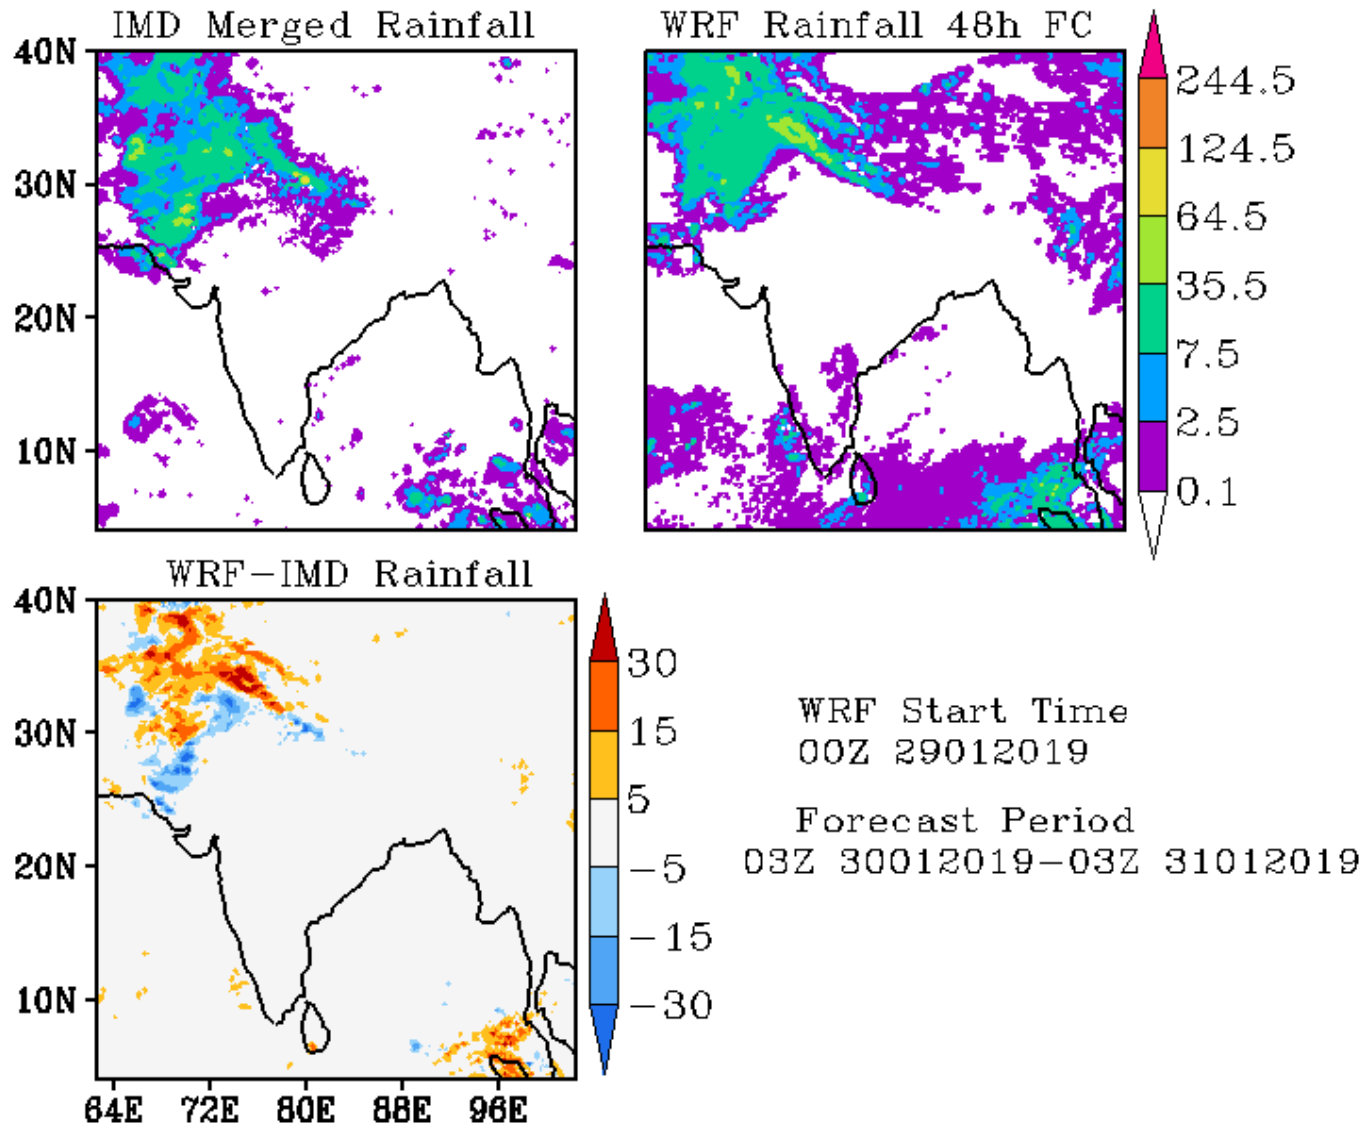 IMD Merged Rainfall
WRF Rainfall 48h FC
40N
30N
20N
10N
244.5
124.5
64.5
35.5
7.5
2.5
0.1
WRF-IMD Rainfall
40N
30N
20N
10N
64E 72E 80E 88E 96E
30
15
5
-5
-15
-30
WRF Start Time
00Z 29012019
Forecast Period
03Z 30012019-03Z 31012019